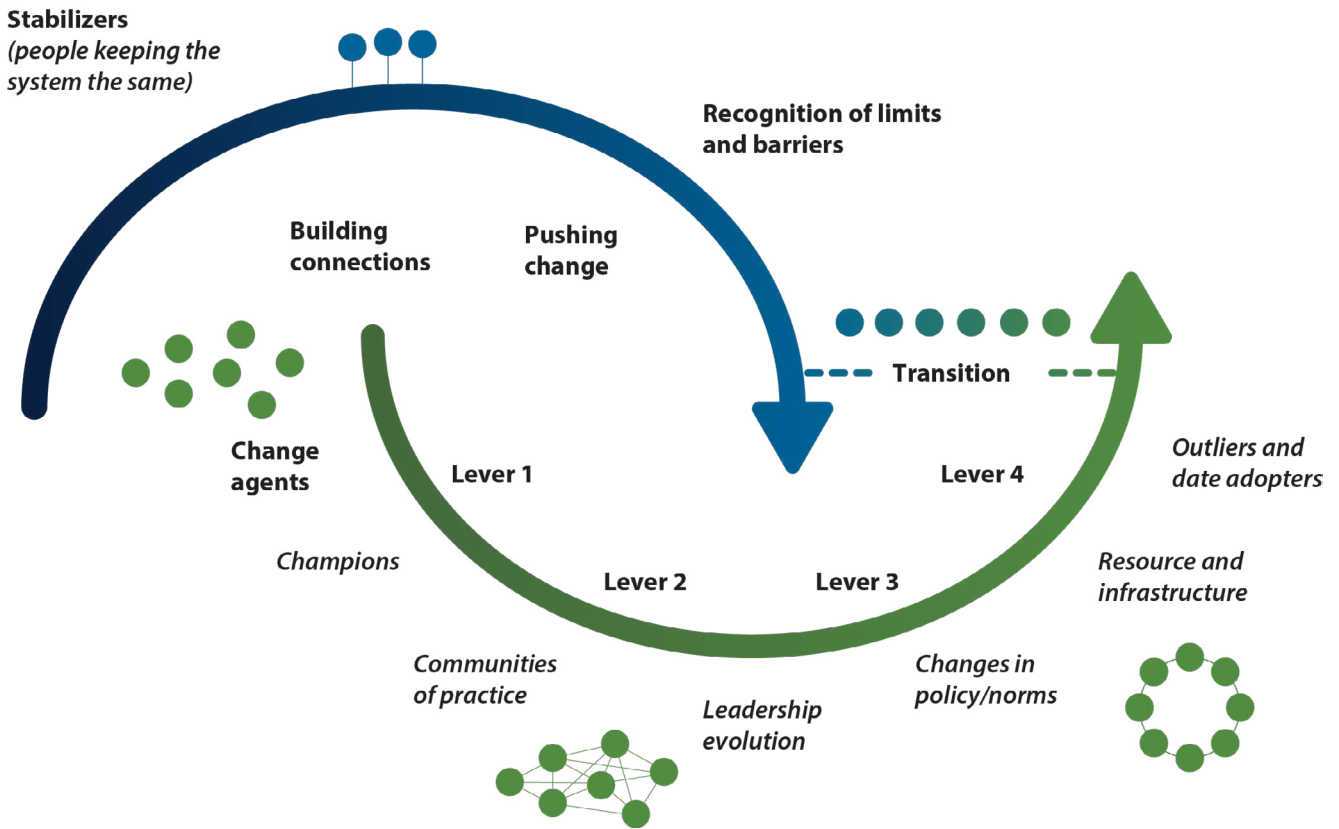 Stabilizers
(people keeping the
system the same)
Recognition of limits
and barriers
Building
connections
Pushing
change
Transition
Change
agents
Lever 1
Lever 4
Outliers and
date adopters
Champions
Lever 2
Lever 3
Resource and
infrastructure
Communities
of practice
Leadership
evolution
Changes in
policy/norms